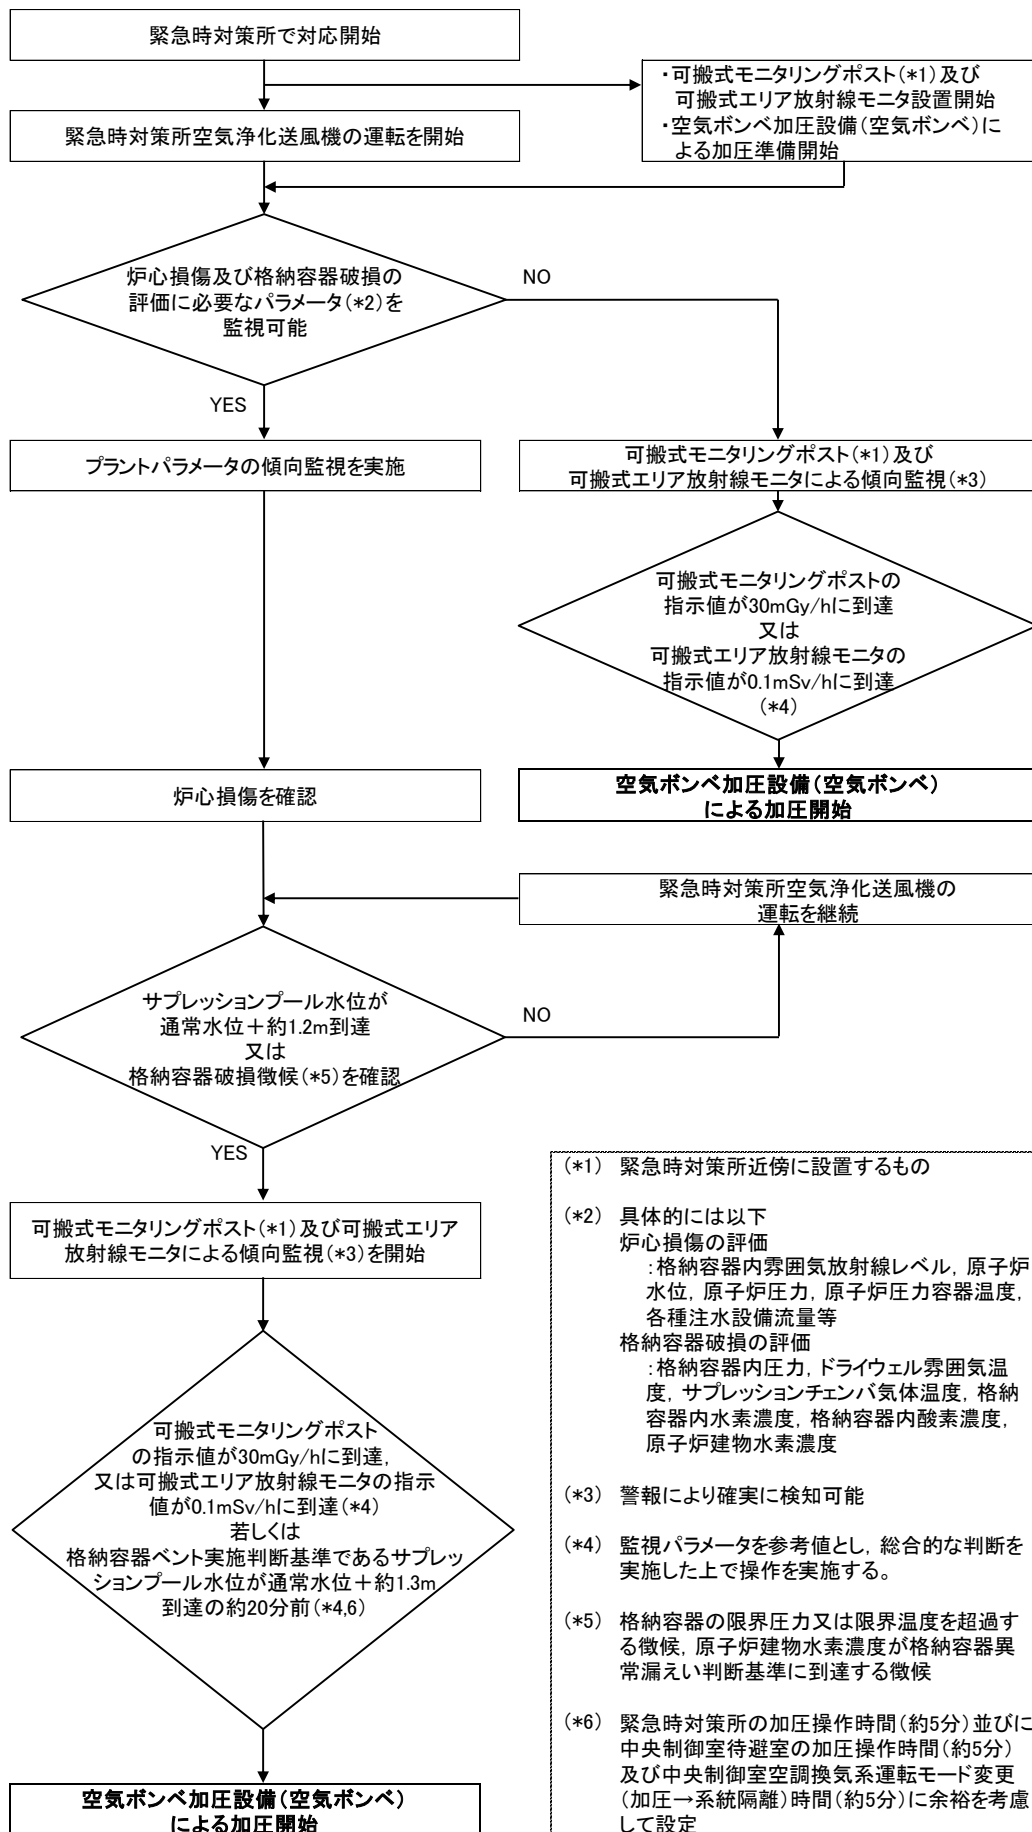 緊急時対策所で対応開始
・可搬式モニタリングポスト(*1)及び
可搬式エリア放射線モニタ設置開始
・空気ボンベ加圧設備(空気ボンベ)に
よる加圧準備開始
緊急時対策所空気浄化送風機の運転を開始
炉心損傷及び格納容器破損の
評価に必要なパラメータ(*2)を
監視可能
NO
YES
プラントパラメータの傾向監視を実施
可搬式モニタリングポスト(*1)及び
可搬式エリア放射線モニタによる傾向監視(*3)
可搬式モニタリングポストの
指示値が30mGy/hに到達
又は
可搬式エリア放射線モニタの
指示値が0.1mSv/hに到達
(*4)
炉心損傷を確認
空気ボンベ加圧設備(空気ボンベ)
による加圧開始
緊急時対策所空気浄化送風機の
運転を継続
サプレッションプール水位が
通常水位+約1.2m到達
又は
格納容器破損徴候(*5)を確認
NO
YES
可搬式モニタリングポスト(*1)及び可搬式エリア
放射線モニタによる傾向監視(*3)を開始
可搬式モニタリングポスト
の指示値が30mGy/hに到達,
又は可搬式エリア放射線モニタの指示
値が0.1mSv/hに到達(*4)
若しくは
格納容器ベント実施判断基準であるサプレッ
ションプール水位が通常水位+約1.3m
到達の約20分前(*4,6)
空気ボンベ加圧設備(空気ボンベ)
による加圧開始
(*1) 緊急時対策所近傍に設置するもの
(*2) 具体的には以下
炉心損傷の評価
:格納容器内雰囲気放射線レベル, 原子炉
水位, 原子炉圧力, 原子炉圧力容器温度,
各種注水設備流量等
格納容器破損の評価
:格納容器内圧力, ドライウェル雰囲気温
度, サプレッションチェンバ気体温度, 格納
容器内水素濃度, 格納容器内酸素濃度,
原子炉建物水素濃度
(*3) 警報により確実に検知可能
(*4) 監視パラメータを参考値とし, 総合的な判断を
実施した上で操作を実施する。
(*5) 格納容器の限界圧力又は限界温度を超過す
る徴候, 原子炉建物水素濃度が格納容器異
常漏えい判断基準に到達する徴候
(*6) 緊急時対策所の加圧操作時間(約5分)並びに
中央制御室待避室の加圧操作時間(約5分)
及び中央制御室空調換気系運転モード変更
(加圧→系統隔離)時間(約5分)に余裕を考慮
して設定